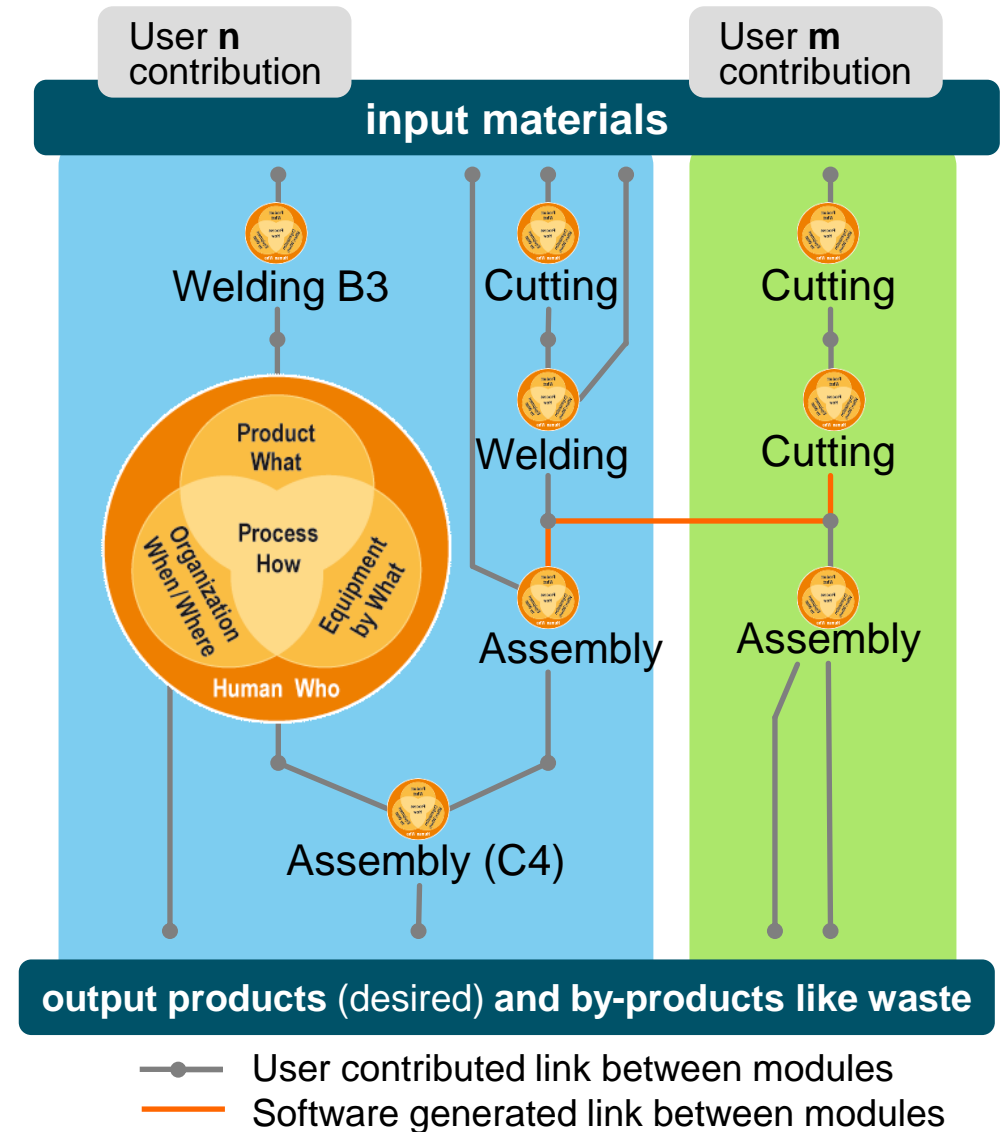 User n
contribution
User m
contribution
input materials
Welding B3
Cutting
Cutting
Product
What
Process
How
Organization
When/Where
Equipment
by What
Human Who
Welding
Cutting
Assembly
Assembly
Assembly (C4)
output products (desired) and by-products like waste
User contributed link between modules
Software generated link between modules